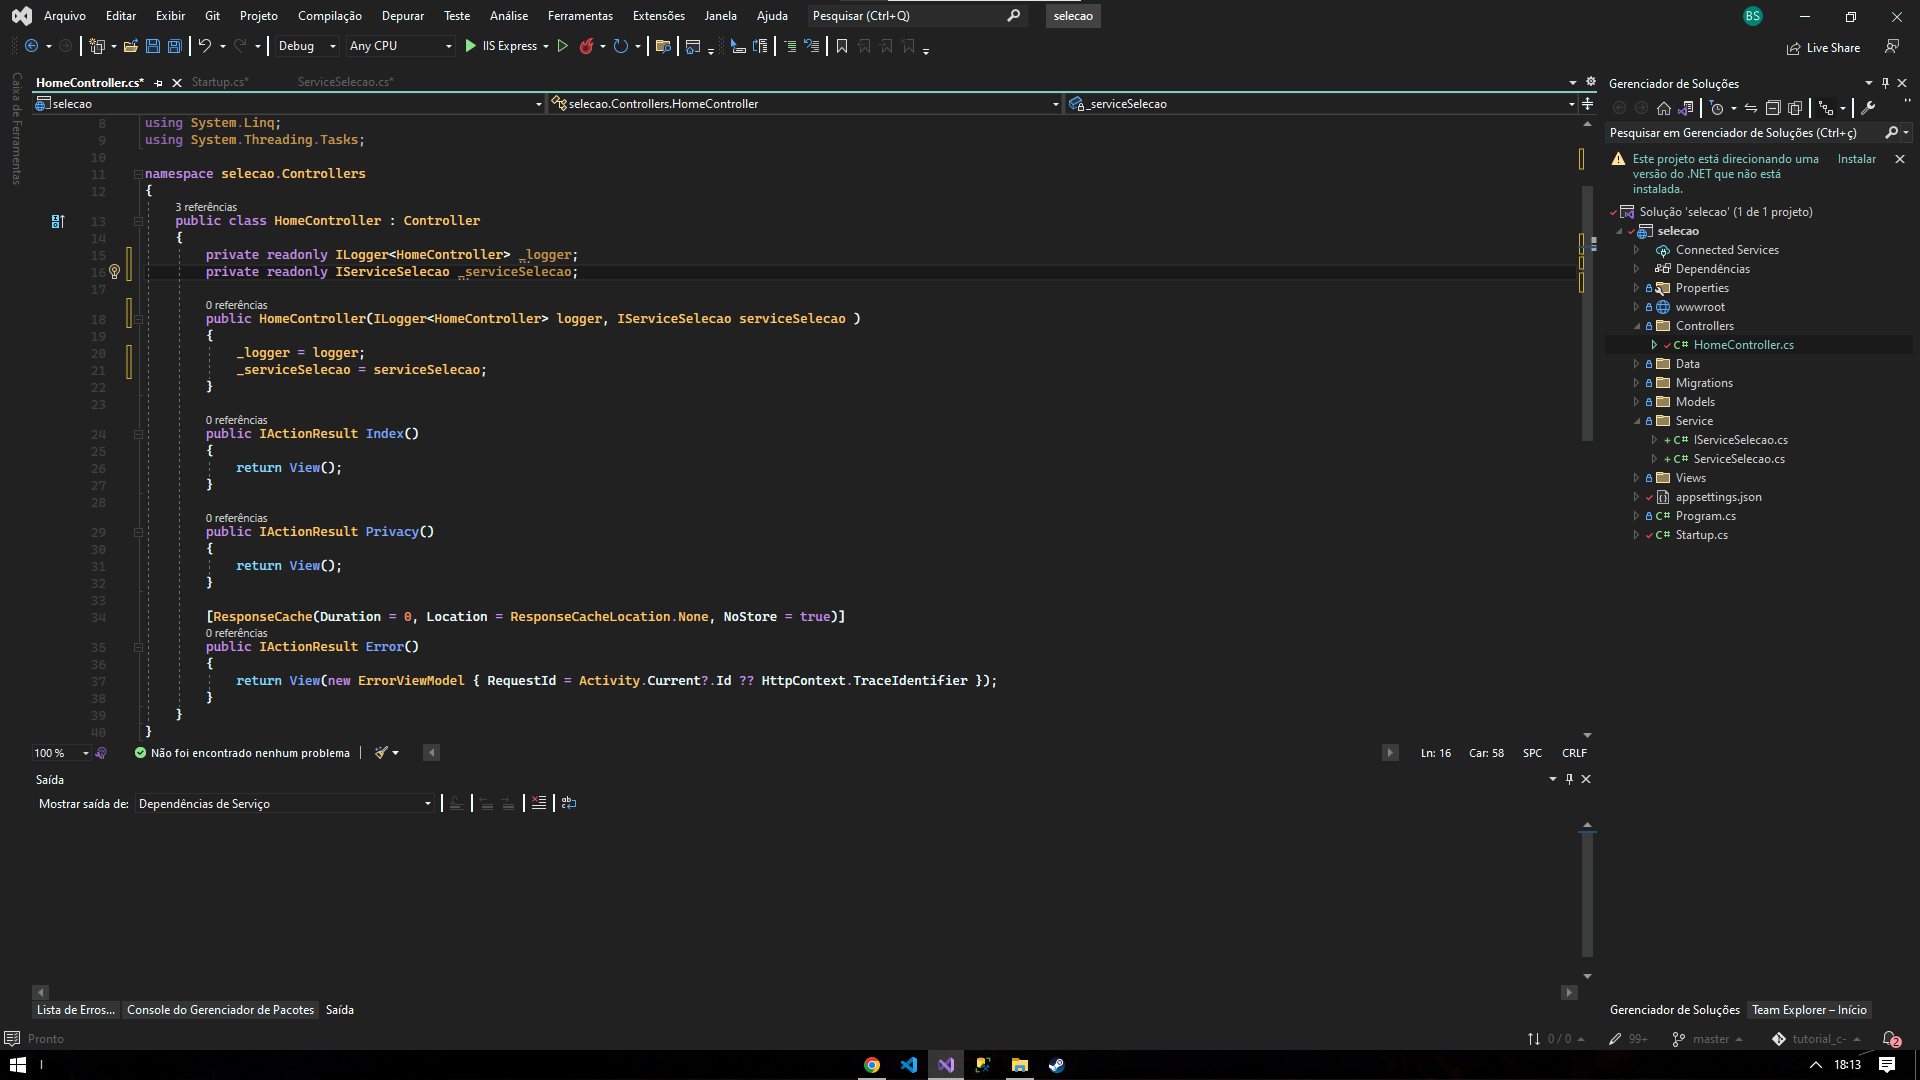 Arquivo Editar Exibir Git Projeto Compilação Depurar Teste Análise Ferramentas Extensões Janela Ajuda Pesquisar (Ctrl+Q) selecao BS
Debug Any CPU IIS Express Live Share
Caixa de Ferramentas
HomeController.cs* Startup.cs* ServiceSelecao.cs*
selecao selecao.Controllers.HomeController _serviceSelecao
8 using System.Linq;
9 using System.Threading.Tasks;
10
11 namespace selecao.Controllers
12 {
3 referências
13 public class HomeController : Controller
14 {
15 private readonly ILogger<HomeController> _logger;
16 private readonly IServiceSelecao _serviceSelecao;
17
0 referências
18 public HomeController(ILogger<HomeController> logger, IServiceSelecao serviceSelecao )
19 {
20 _logger = logger;
21 _serviceSelecao = serviceSelecao;
22 }
23
0 referências
24 public IActionResult Index()
25 {
26 return View();
27 }
28
0 referências
29 public IActionResult Privacy()
30 {
31 return View();
32 }
33
34 [ResponseCache(Duration = 0, Location = ResponseCacheLocation.None, NoStore = true)]
0 referências
35 public IActionResult Error()
36 {
37 return View(new ErrorViewModel { RequestId = Activity.Current?.Id ?? HttpContext.TraceIdentifier });
38 }
39 }
40 }
100 % Não foi encontrado nenhum problema Ln: 16 Car: 58 SPC CRLF
Saída
Mostrar saída de: Dependências de Serviço
Lista de Erros... Console do Gerenciador de Pacotes Saída
Gerenciador de Soluções
Pesquisar em Gerenciador de Soluções (Ctrl+ç)
Este projeto está direcionando uma Instalar
versão do .NET que não está
instalada.
Solução 'selecao' (1 de 1 projeto)
selecao
Connected Services
Dependências
Properties
wwwroot
Controllers
C# HomeController.cs
Data
Migrations
Models
Service
+ C# IServiceSelecao.cs
+ C# ServiceSelecao.cs
Views
appsettings.json
C# Program.cs
C# Startup.cs
Gerenciador de Soluções Team Explorer – Início
Pronto 0 / 0 99+ master tutorial_c- 2
18:13